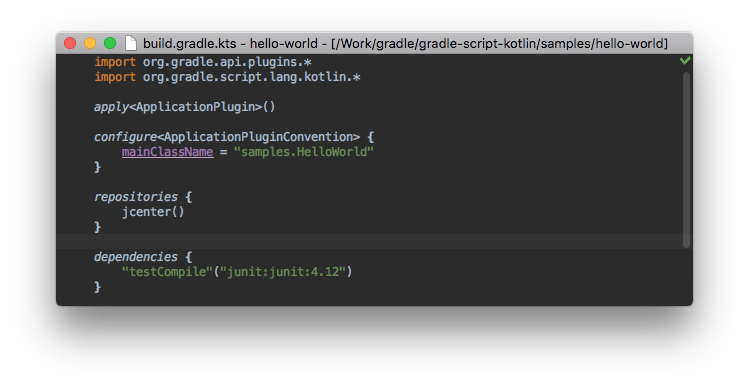 build.gradle.kts - hello-world - [/Work/gradle/gradle-script-kotlin/samples/hello-world]
import org.gradle.api.plugins.*
import org.gradle.script.lang.kotlin.*
apply<ApplicationPlugin>()
configure<ApplicationPluginConvention> {
    mainClassName = "samples.HelloWorld"
}
repositories {
    jcenter()
}
dependencies {
    "testCompile"("junit:junit:4.12")
}